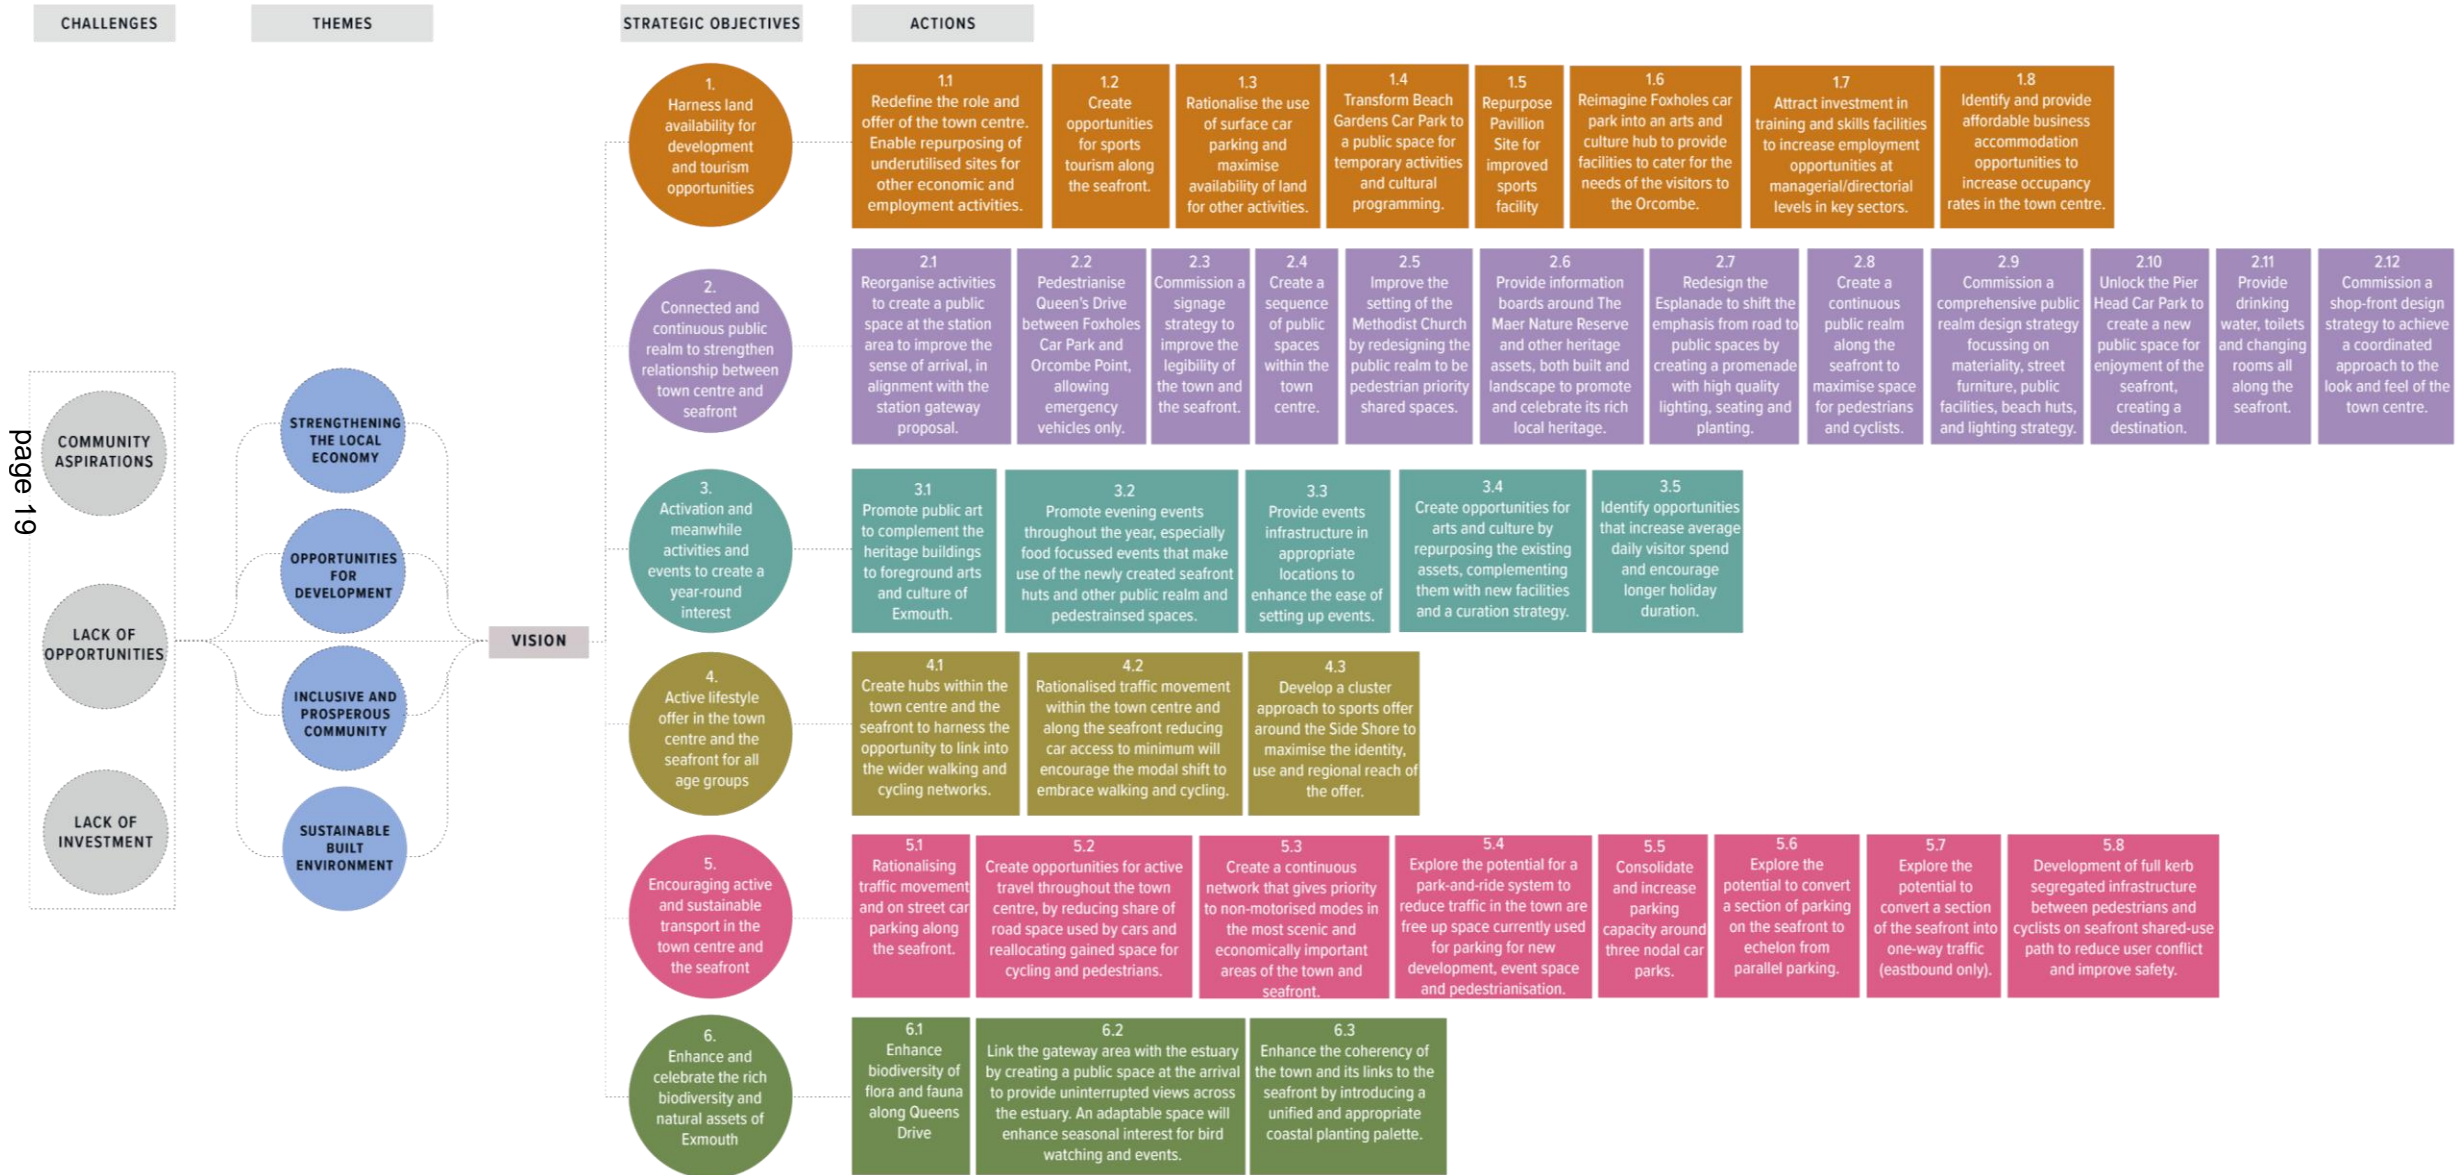 CHALLENGES
THEMES
STRATEGIC OBJECTIVES
ACTIONS
page 19
COMMUNITY
ASPIRATIONS
LACK OF
OPPORTUNITIES
LACK OF
INVESTMENT
STRENGTHENING
THE LOCAL
ECONOMY
OPPORTUNITIES
FOR
DEVELOPMENT
INCLUSIVE AND
PROSPEROUS
COMMUNITY
SUSTAINABLE
BUILT
ENVIRONMENT
VISION
1.
Harness land
availability for
development
and tourism
opportunities
1.1
Redefine the role and
offer of the town centre.
Enable repurposing of
underutilised sites for
other economic and
employment activities.
1.2
Create
opportunities
for sports
tourism along
the seafront.
1.3
Rationalise the use
of surface car
parking and
maximise
availability of land
for other activities.
1.4
Transform Beach
Gardens Car Park to
a public space for
temporary activities
and cultural
programming.
1.5
Repurpose
Pavillion
Site for
improved
sports
facility
1.6
Reimagine Foxholes car
park into an arts and
culture hub to provide
facilities to cater for the
needs of the visitors to
the Orcombe.
1.7
Attract investment in
training and skills facilities
to increase employment
opportunities at
managerial/directorial
levels in key sectors.
1.8
Identify and provide
affordable business
accommodation
opportunities to
increase occupancy
rates in the town centre.
2.
Connected and
continuous public
realm to strengthen
relationship between
town centre and
seafront
2.1
Reorganise activities
to create a public
space at the station
area to improve the
sense of arrival, in
alignment with the
station gateway
proposal.
2.2
Pedestrianise
Queen's Drive
between Foxholes
Car Park and
Orcombe Point,
allowing
emergency
vehicles only.
2.3
Commission a
signage
strategy to
improve the
legibility of
the town and
the seafront.
2.4
Create a
sequence
of public
spaces
within the
town
centre.
2.5
Improve the
setting of the
Methodist Church
by redesigning the
public realm to be
pedestrian priority
shared spaces.
2.6
Provide information
boards around The
Maer Nature Reserve
and other heritage
assets, both built and
landscape to promote
and celebrate its rich
local heritage.
2.7
Redesign the
Esplanade to shift the
emphasis from road to
public spaces by
creating a promenade
with high quality
lighting, seating and
planting.
2.8
Create a
continuous
public realm
along the
seafront to
maximise space
for pedestrians
and cyclists.
2.9
Commission a
comprehensive public
realm design strategy
focussing on
materiality, street
furniture, public
facilities, beach huts,
and lighting strategy.
2.10
Unlock the Pier
Head Car Park to
create a new
public space for
enjoyment of the
seafront,
creating a
destination.
2.11
Provide
drinking
water, toilets
and changing
rooms all
along the
seafront.
2.12
Commission a
shop-front design
strategy to achieve
a coordinated
approach to the
look and feel of the
town centre.
3.
Activation and
meanwhile
activities and
events to create a
year-round
interest
3.1
Promote public art
to complement the
heritage buildings
to foreground arts
and culture of
Exmouth.
3.2
Promote evening events
throughout the year, especially
food focussed events that make
use of the newly created seafront
huts and other public realm and
pedestrainsed spaces.
3.3
Provide events
infrastructure in
appropriate
locations to
enhance the ease of
setting up events.
3.4
Create opportunities for
arts and culture by
repurposing the existing
assets, complementing
them with new facilities
and a curation strategy.
3.5
Identify opportunities
that increase average
daily visitor spend
and encourage
longer holiday
duration.
4.
Active lifestyle
offer in the town
centre and the
seafront for all
age groups
4.1
Create hubs within the
town centre and the
seafront to harness the
opportunity to link into
the wider walking and
cycling networks.
4.2
Rationalised traffic movement
within the town centre and
along the seafront reducing
car access to minimum will
encourage the modal shift to
embrace walking and cycling.
4.3
Develop a cluster
approach to sports offer
around the Side Shore to
maximise the identity,
use and regional reach of
the offer.
5.
Encouraging active
and sustainable
transport in the
town centre and
the seafront
5.1
Rationalising
traffic movement
and on street car
parking along
the seafront.
5.2
Create opportunities for active
travel throughout the town
centre, by reducing share of
road space used by cars and
reallocating gained space for
cycling and pedestrians.
5.3
Create a continuous
network that gives priority
to non-motorised modes in
the most scenic and
economically important
areas of the town and
seafront.
5.4
Explore the potential for a
park-and-ride system to
reduce traffic in the town are
free up space currently used
for parking for new
development, event space
and pedestrianisation.
5.5
Consolidate
and increase
parking
capacity around
three nodal car
parks.
5.6
Explore the
potential to convert
a section of parking
on the seafront to
echelon from
parallel parking.
5.7
Explore the
potential to
convert a section
of the seafront into
one-way traffic
(eastbound only).
5.8
Development of full kerb
segregated infrastructure
between pedestrians and
cyclists on seafront shared-use
path to reduce user conflict
and improve safety.
6.
Enhance and
celebrate the rich
biodiversity and
natural assets of
Exmouth
6.1
Enhance
biodiversity of
flora and fauna
along Queens
Drive
6.2
Link the gateway area with the estuary
by creating a public space at the arrival
to provide uninterrupted views across
the estuary. An adaptable space will
enhance seasonal interest for bird
watching and events.
6.3
Enhance the coherency of
the town and its links to the
seafront by introducing a
unified and appropriate
coastal planting palette.